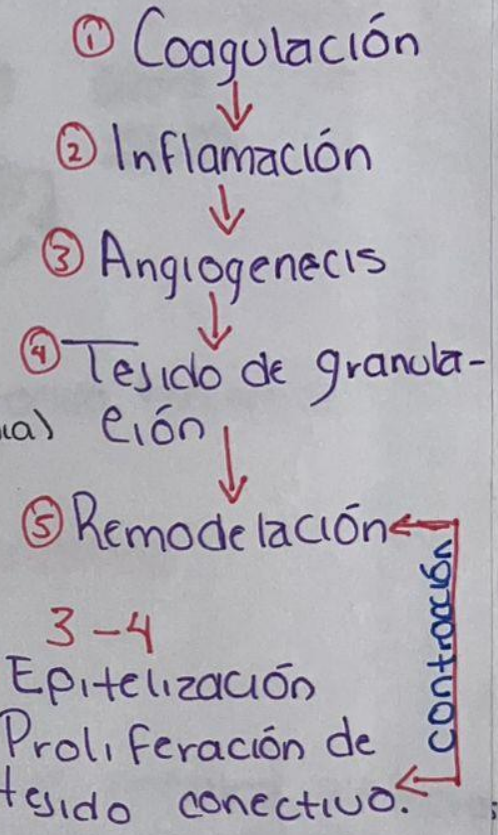 ① Coagulación
② Inflamación
③ Angiogenecis
④ Tejido de granula-
ción
⑤ Remodelación
contracción
3-4
Epitelización
Proliferación de
tejido conectivo.